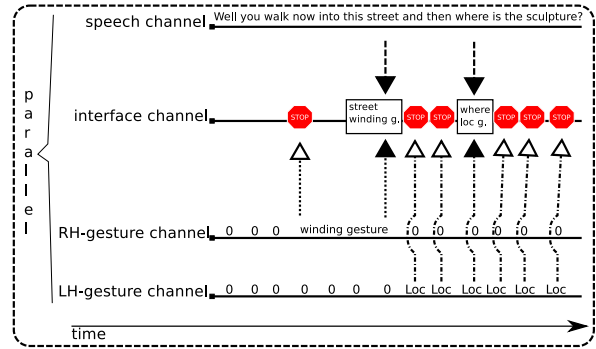 speech channel Well you walk now into this street and then where is the sculpture?
parallel
interface channel STOP street winding g. STOP STOP where loc g. STOP STOP STOP
RH-gesture channel 0 0 0 winding gesture 0 0 0 0 0 0
LH-gesture channel 0 0 0 0 0 0 0 Loc Loc Loc Loc Loc Loc
time